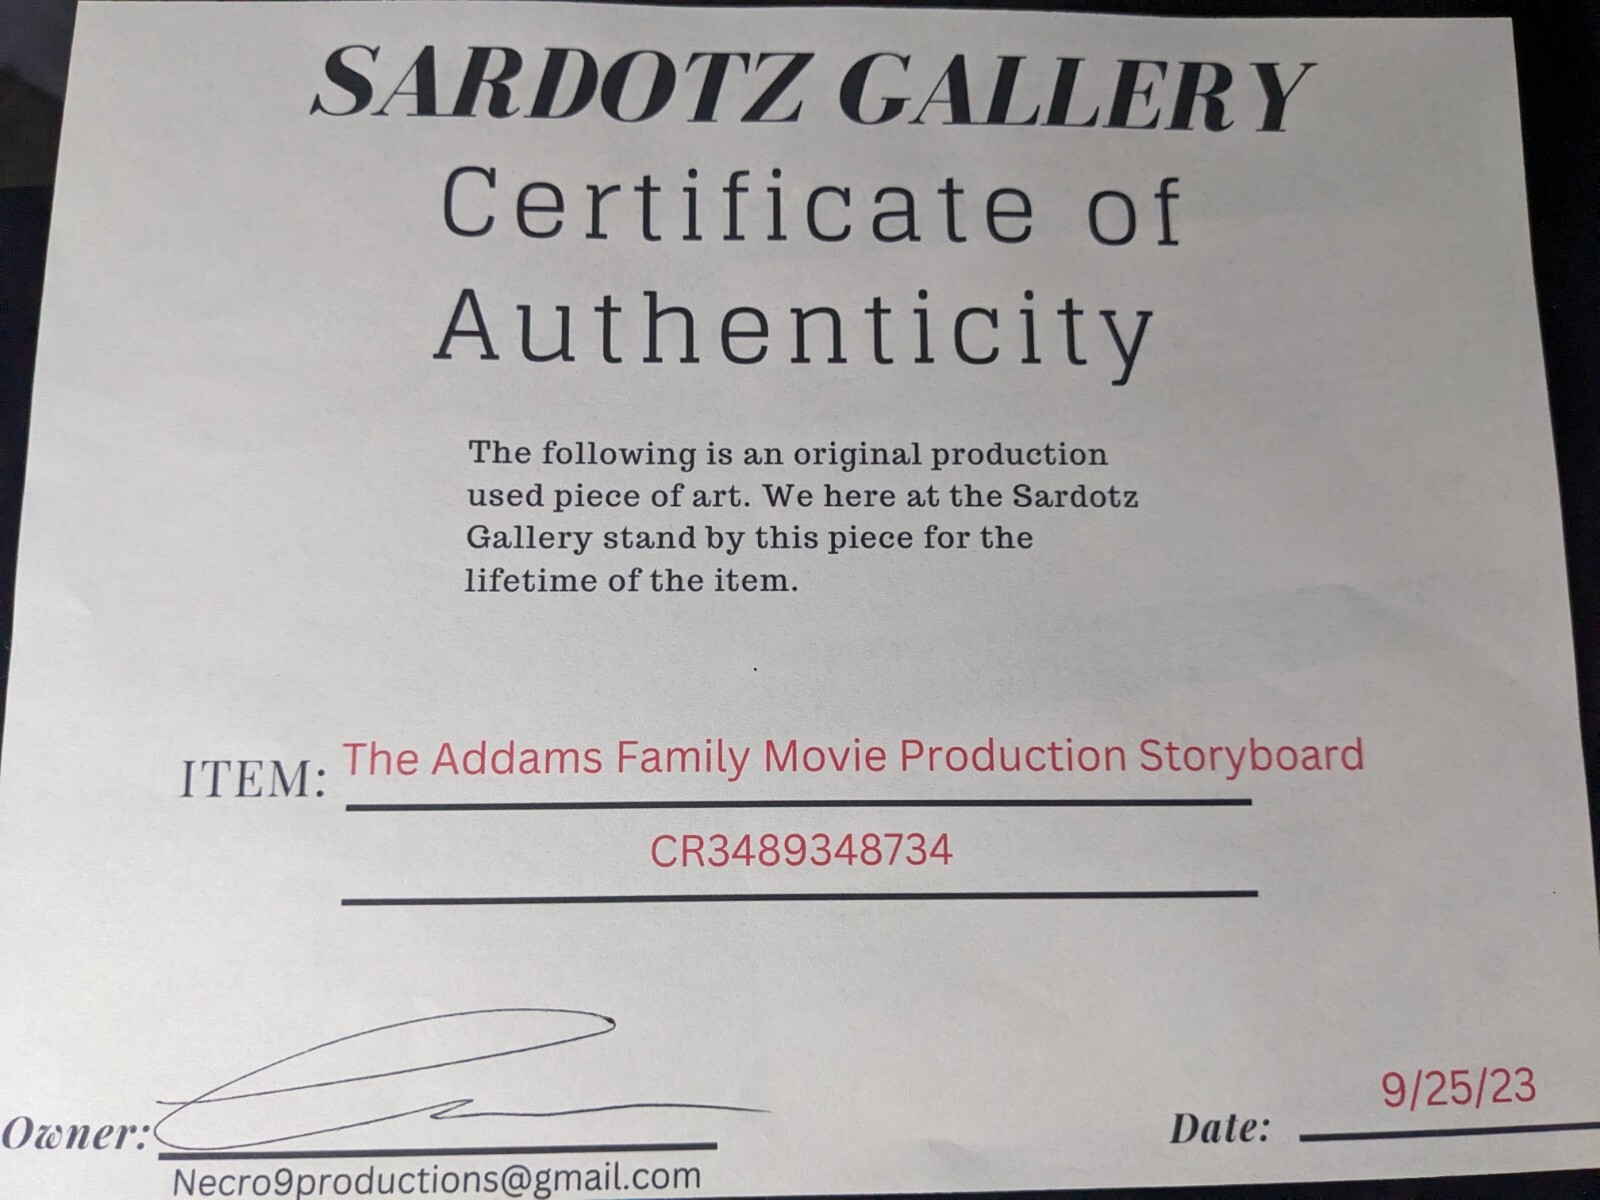 SARDOTZ GALLERY
Certificate of
Authenticity
The following is an original production
used piece of art. We here at the Sardotz
Gallery stand by this piece for the
lifetime of the item.
ITEM: The Addams Family Movie Production Storyboard
CR3489348734
Owner:
Necro9productions@gmail.com
Date: 9/25/23